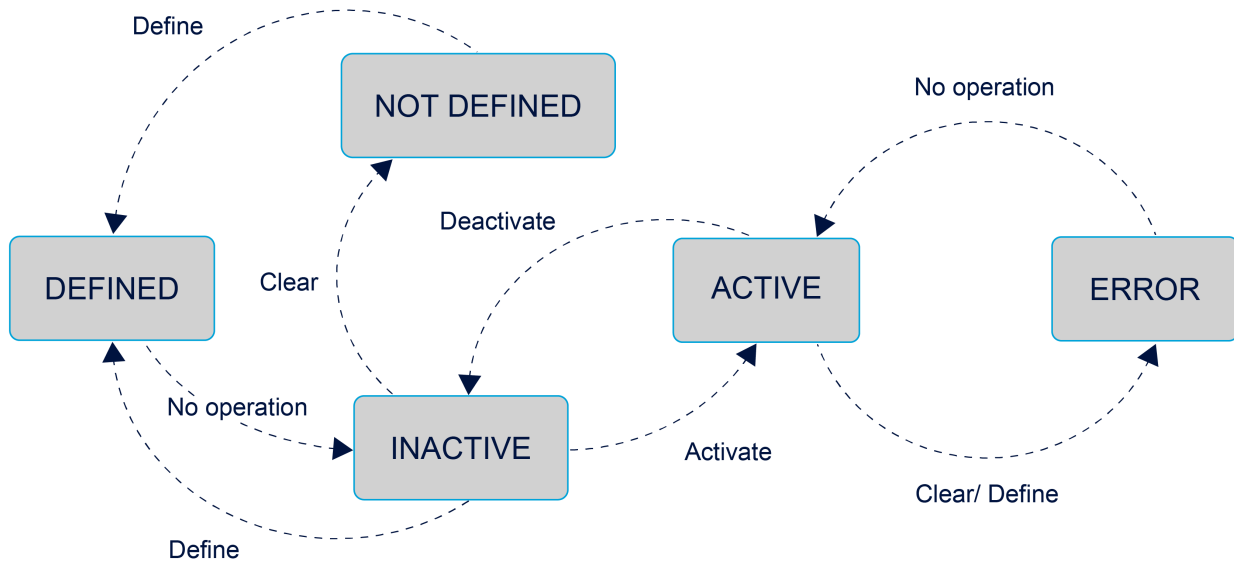 Define
NOT DEFINED
No operation
Deactivate
DEFINED
Clear
ACTIVE
ERROR
No operation
INACTIVE
Activate
Clear/ Define
Define